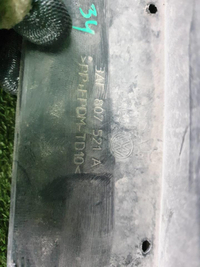 34
3AE 807 521 A
>PP+EPDM-TD10<